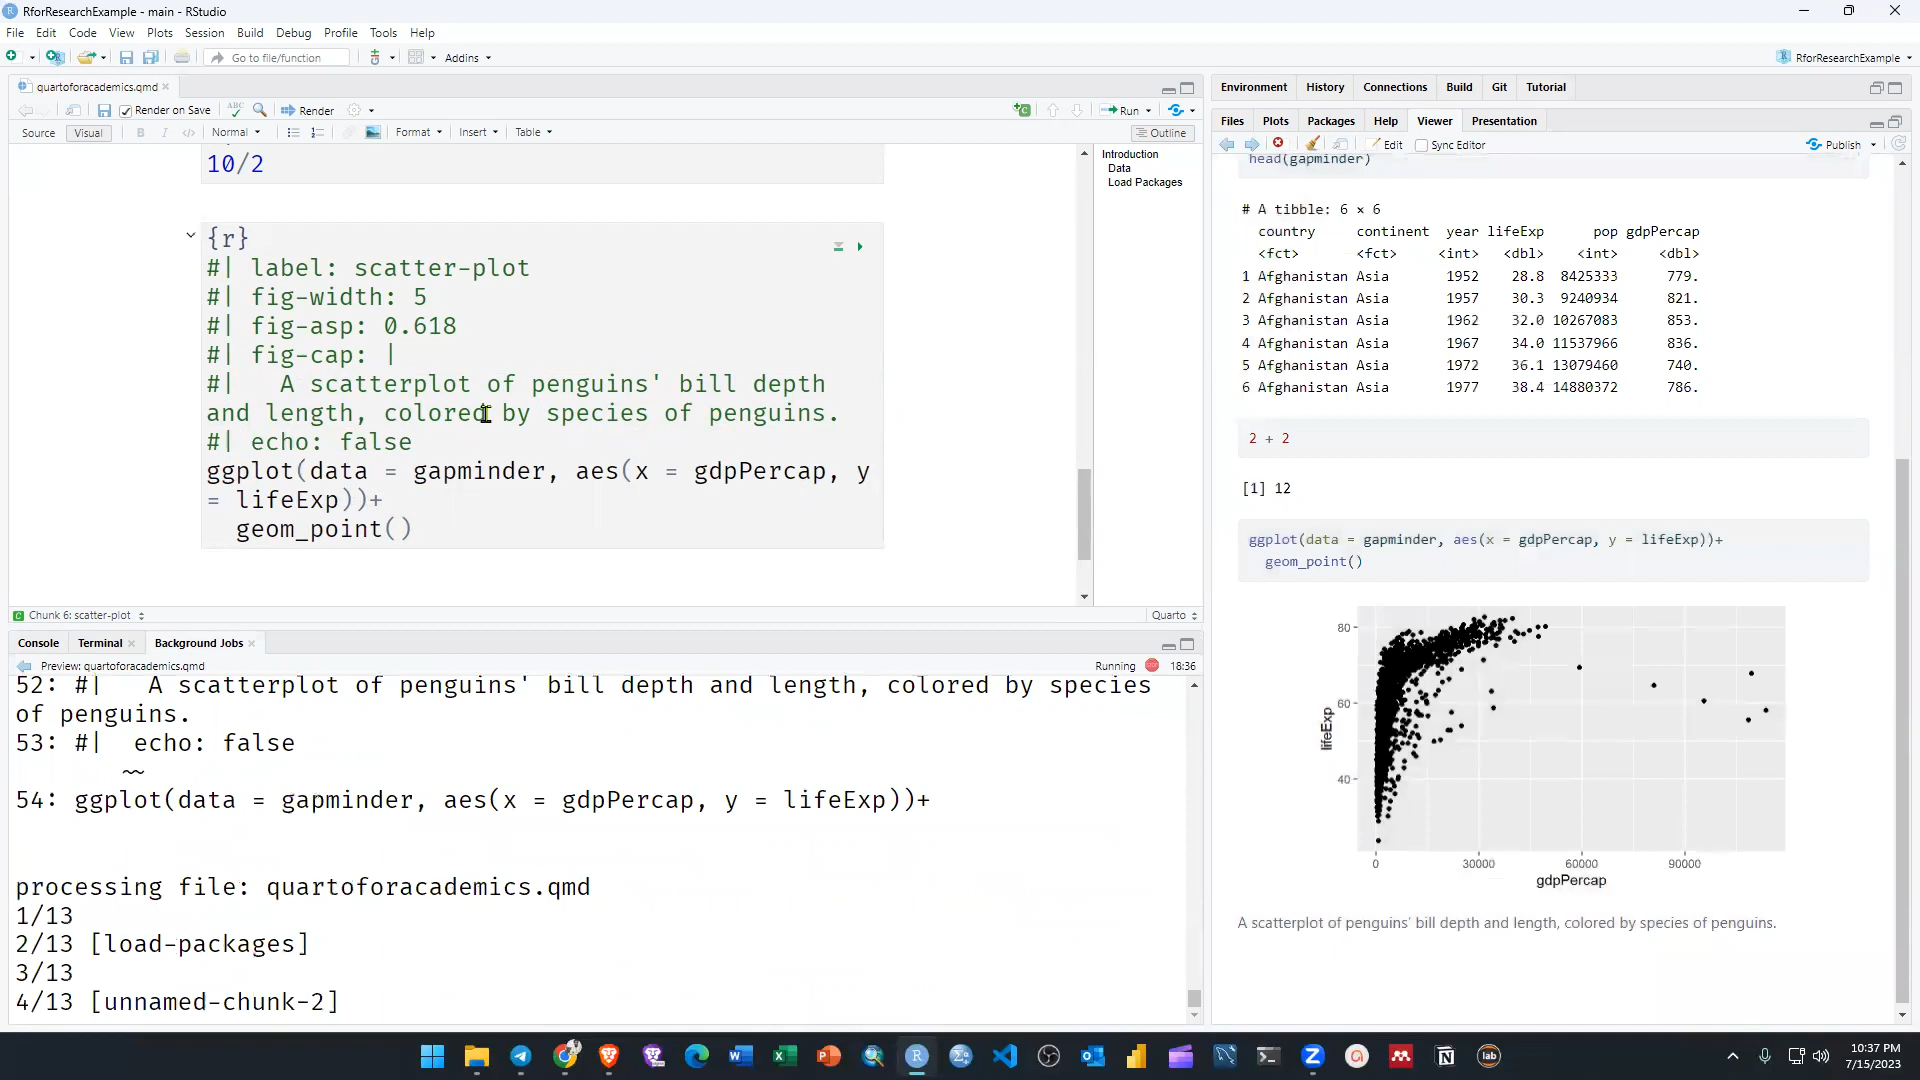 RforResearchExample - main - RStudio
File Edit Code View Plots Session Build Debug Profile Tools Help
Go to file/function
Addins
RforResearchExample
quartoforacademics.qmd
Render on Save
ABC
Render
Run
Source Visual
B I
Normal
Format
Insert
Table
Outline
10/2
{r}
#| label: scatter-plot
#| fig-width: 5
#| fig-asp: 0.618
#| fig-cap: |
#|   A scatterplot of penguins' bill depth
and length, colored by species of penguins.
#| echo: false
ggplot(data = gapminder, aes(x = gdpPercap, y
= lifeExp))+
  geom_point()
Introduction
Data
Load Packages
Chunk 6: scatter-plot
Quarto
Console Terminal Background Jobs
Preview: quartoforacademics.qmd
Running
18:36
52: #|   A scatterplot of penguins' bill depth and length, colored by species
of penguins.
53: #|  echo: false
~~
54: ggplot(data = gapminder, aes(x = gdpPercap, y = lifeExp))+
processing file: quartoforacademics.qmd
1/13
2/13 [load-packages]
3/13
4/13 [unnamed-chunk-2]
Environment History Connections Build Git Tutorial
Files Plots Packages Help Viewer Presentation
Edit
Sync Editor
Publish
head(gapminder)
# A tibble: 6 × 6
country continent year lifeExp pop gdpPercap
<fct> <fct> <int> <dbl> <int> <dbl>
1 Afghanistan Asia 1952 28.8 8425333 779.
2 Afghanistan Asia 1957 30.3 9240934 821.
3 Afghanistan Asia 1962 32.0 10267083 853.
4 Afghanistan Asia 1967 34.0 11537966 836.
5 Afghanistan Asia 1972 36.1 13079460 740.
6 Afghanistan Asia 1977 38.4 14880372 786.
2 + 2
[1] 12
ggplot(data = gapminder, aes(x = gdpPercap, y = lifeExp))+
  geom_point()
80
60
40
lifeExp
0 30000 60000 90000
gdpPercap
A scatterplot of penguins' bill depth and length, colored by species of penguins.
lab
10:37 PM
7/15/2023